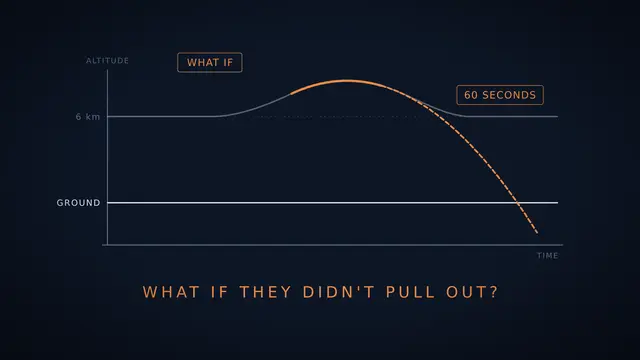 ALTITUDE
WHAT IF
60 SECONDS
6 km
GROUND
TIME
WHAT IF THEY DIDN'T PULL OUT?